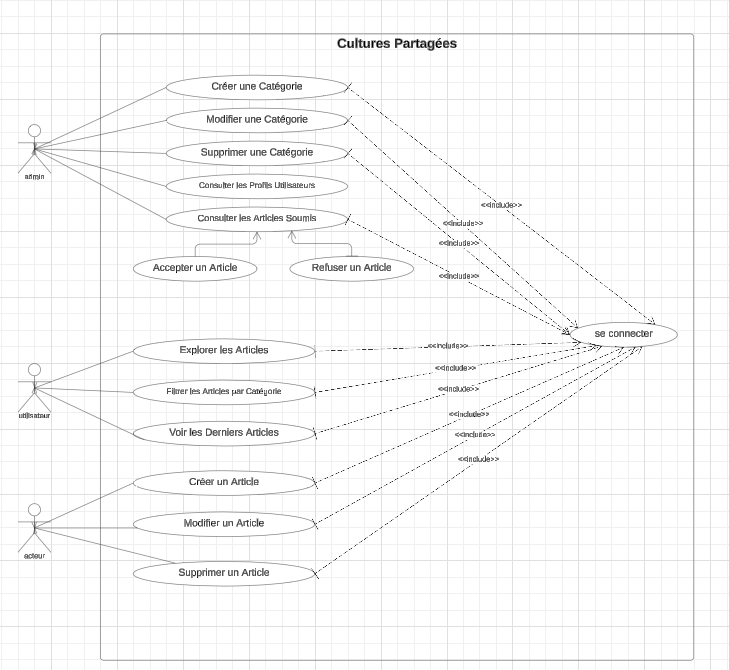 Cultures Partagées
Créer une Catégorie
Modifier une Catégorie
Supprimer une Catégorie
Consulter les Profils Utilisateurs
Consulter les Articles Soumis
Accepter un Article
Refuser un Article
admin
<<include>>
<<include>>
<<include>>
<<include>>
se connecter
Explorer les Articles
Filtrer les Articles par Catégorie
Voir les Derniers Articles
utilisateur
<<include>>
<<include>>
<<include>>
<<include>>
<<include>>
<<include>>
Créer un Article
Modifier un Article
Supprimer un Article
ecteur